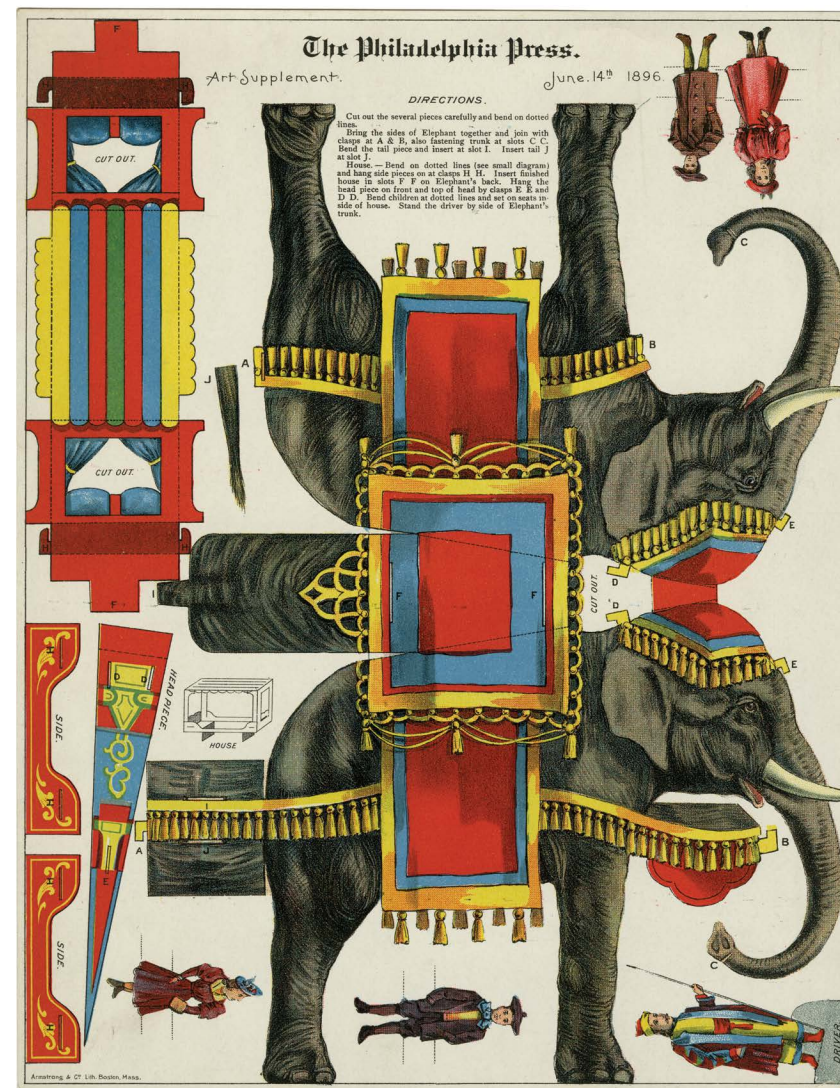 The Philadelphia Press.
Art Supplement.
June. 14th 1896.
DIRECTIONS.
Cut out the several pieces carefully and bend on dotted
lines.
Bring the sides of Elephant together and join with
clasps at A & B, also fastening trunk at slots C C.
Bend the tail piece and insert at slot I. Insert tail J
at slot J.
House. — Bend on dotted lines (see small diagram)
and hang side pieces on at clasps H H. Insert finished
house in slots F F on Elephant's back. Hang the
head piece on front and top of head by clasps E E and
D D. Bend children at dotted lines and set on seats in-
side of house. Stand the driver by side of Elephant's
trunk.
F
CUT OUT.
CUT OUT.
H
H
F
J
A
B
C
E
D
I
F
F
CUT OUT.
D
E
H
SIDE.
H
D
D
HEAD PIECE.
E
HOUSE
I
J
A
B
H
SIDE.
H
C
DRIVER
Armstrong & Co. Lith. Boston, Mass.